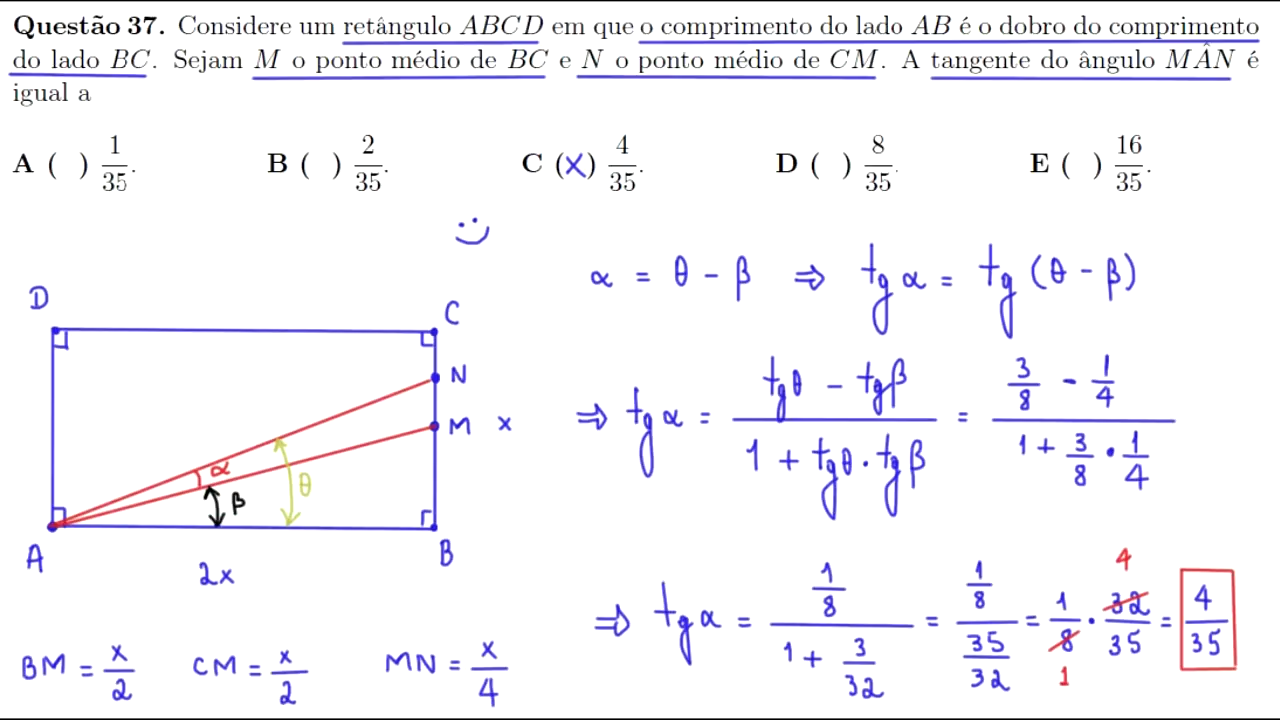 Questão 37. Considere um retângulo ABCD em que o comprimento do lado AB é o dobro do comprimento
do lado BC. Sejam M o ponto médio de BC e N o ponto médio de CM. A tangente do ângulo MÂN é
igual a
A ( ) 1/35. B ( ) 2/35. C (X) 4/35. D ( ) 8/35. E ( ) 16/35.
α = θ - β ⇒ tg α = tg (θ - β)
D
C
N
M x
α
β
θ
A
B
2x
⇒ tg α = (tg θ - tg β)/(1 + tg θ . tg β) = (3/8 - 1/4)/(1 + 3/8 . 1/4)
⇒ tg α = (1/8)/(1 + 3/32) = (1/8)/(35/32) = 1/8 . 32/35 = 4/35
4
1
BM = x/2 CM = x/2 MN = x/4